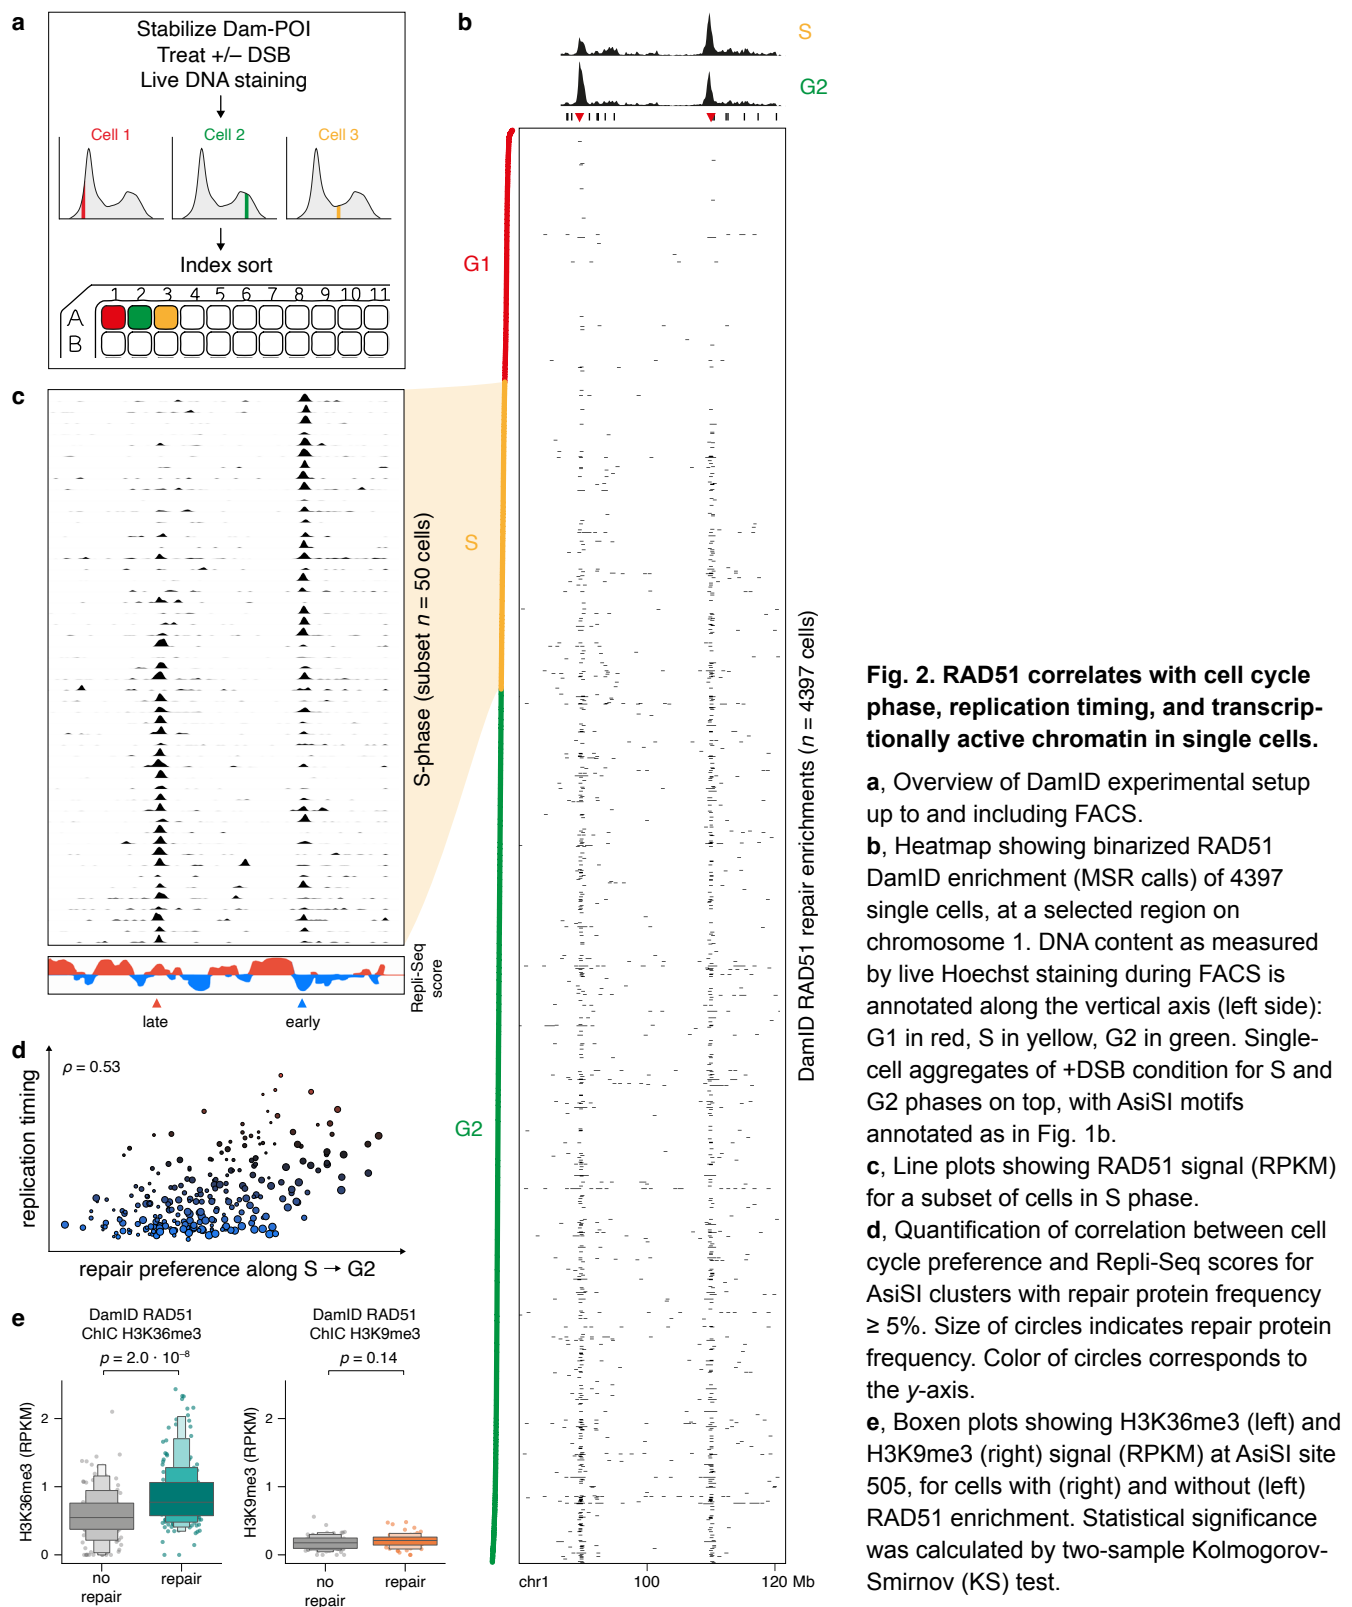 a
Stabilize Dam-POI
Treat +/– DSB
Live DNA staining
Cell 1
Cell 2
Cell 3
Index sort
1 2 3 4 5 6 7 8 9 10 11
A
B
b
S
G2
G1
S
G2
DamID RAD51 repair enrichments (n = 4397 cells)
chr1 100 120 Mb
c
S-phase (subset n = 50 cells)
Repli-Seq
score
late early
d
ρ = 0.53
replication timing
repair preference along S → G2
e
DamID RAD51
ChIC H3K36me3
p = 2.0 · 10⁻⁸
H3K36me3 (RPKM)
2
1
0
no
repair
repair
DamID RAD51
ChIC H3K9me3
p = 0.14
H3K9me3 (RPKM)
2
1
0
no
repair
repair
Fig. 2. RAD51 correlates with cell cycle
phase, replication timing, and transcrip-
tionally active chromatin in single cells.
a, Overview of DamID experimental setup
up to and including FACS.
b, Heatmap showing binarized RAD51
DamID enrichment (MSR calls) of 4397
single cells, at a selected region on
chromosome 1. DNA content as measured
by live Hoechst staining during FACS is
annotated along the vertical axis (left side):
G1 in red, S in yellow, G2 in green. Single-
cell aggregates of +DSB condition for S and
G2 phases on top, with AsiSI motifs
annotated as in Fig. 1b.
c, Line plots showing RAD51 signal (RPKM)
for a subset of cells in S phase.
d, Quantification of correlation between cell
cycle preference and Repli-Seq scores for
AsiSI clusters with repair protein frequency
≥ 5%. Size of circles indicates repair protein
frequency. Color of circles corresponds to
the y-axis.
e, Boxen plots showing H3K36me3 (left) and
H3K9me3 (right) signal (RPKM) at AsiSI site
505, for cells with (right) and without (left)
RAD51 enrichment. Statistical significance
was calculated by two-sample Kolmogorov-
Smirnov (KS) test.